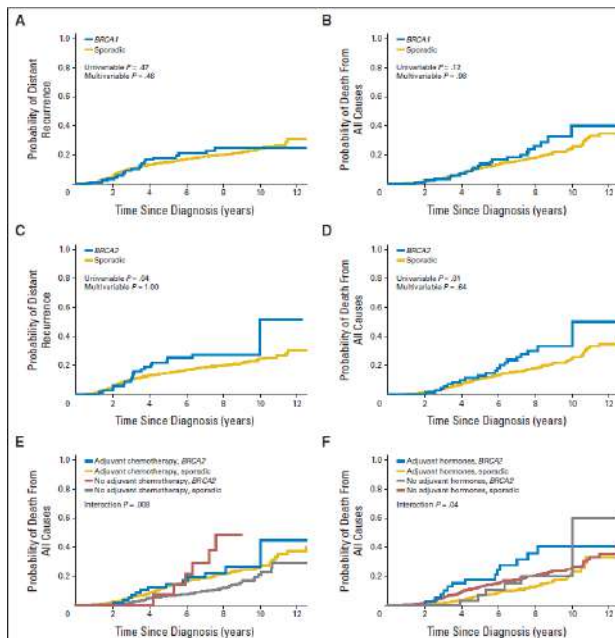 A
BRCA1
Sporadic
Univariable P = .47
Multivariable P = .46
Probability of Distant
Recurrence
1.0
0.8
0.6
0.4
0.2
0 2 4 6 8 10 12
Time Since Diagnosis (years)
B
BRCA1
Sporadic
Univariable P = .12
Multivariable P = .98
Probability of Death From
All Causes
1.0
0.8
0.6
0.4
0.2
0 2 4 6 8 10 12
Time Since Diagnosis (years)
C
BRCA2
Sporadic
Univariable P = .04
Multivariable P = 1.00
Probability of Distant
Recurrence
1.0
0.8
0.6
0.4
0.2
0 2 4 6 8 10 12
Time Since Diagnosis (years)
D
BRCA2
Sporadic
Univariable P = .01
Multivariable P = .64
Probability of Death From
All Causes
1.0
0.8
0.6
0.4
0.2
0 2 4 6 8 10 12
Time Since Diagnosis (years)
E
Adjuvant chemotherapy, BRCA2
Adjuvant chemotherapy, sporadic
No adjuvant chemotherapy, BRCA2
No adjuvant chemotherapy, sporadic
Interaction P =
Probability of Death From
All Causes
1.0
0.8
0.6
0.4
0.2
0 2 4 6 8 10 12
Time Since Diagnosis (years)
F
Adjuvant hormones, BRCA2
Adjuvant hormones, sporadic
No adjuvant hormones, BRCA2
No adjuvant hormones, sporadic
Interaction P = .04
Probability of Death From
All Causes
1.0
0.8
0.6
0.4
0.2
0 2 4 6 8 10 12
Time Since Diagnosis (years)